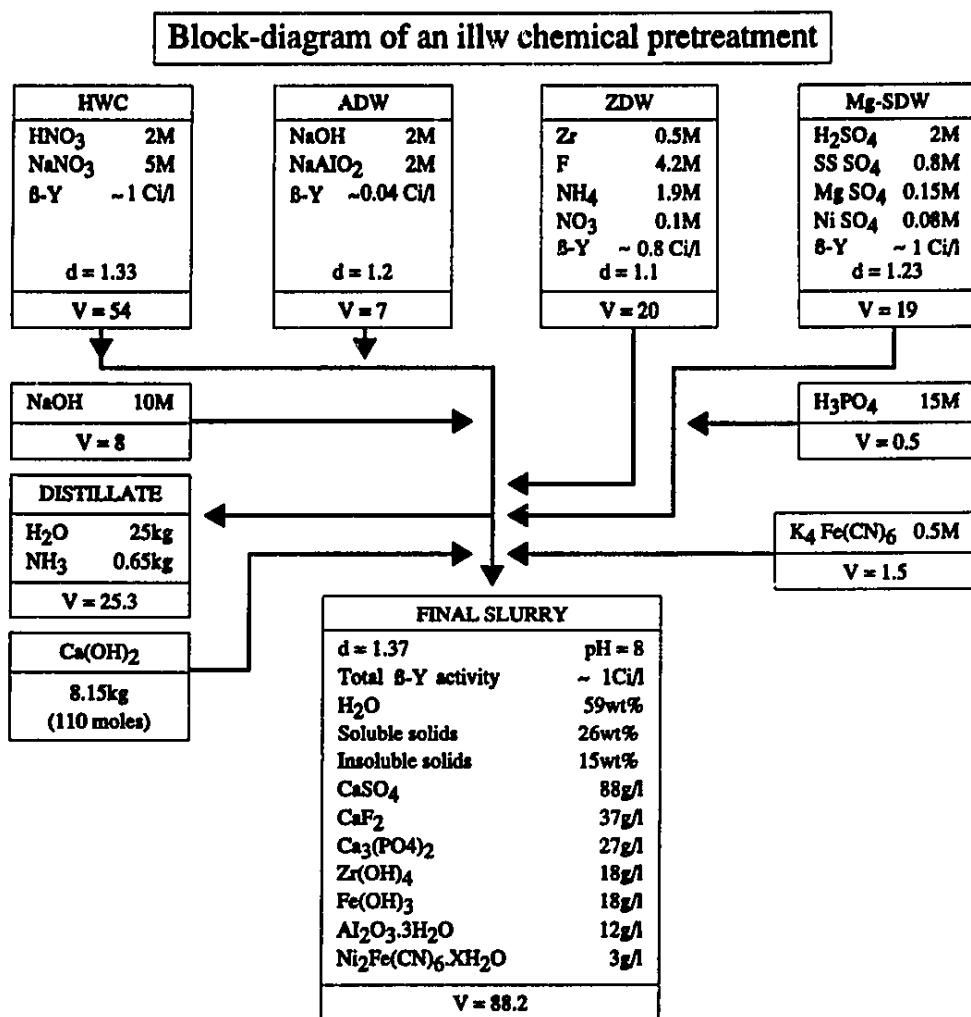 Block-diagram of an illw chemical pretreatment
HWC
HNO₃ 2M
NaNO₃ 5M
ß-Y ~1 Ci/l
d = 1.33
V = 54
ADW
NaOH 2M
NaAlO₂ 2M
ß-Y ~0.04 Ci/l
d = 1.2
V = 7
ZDW
Zr 0.5M
F 4.2M
NH₄ 1.9M
NO₃ 0.1M
ß-Y ~ 0.8 Ci/l
d = 1.1
V = 20
Mg-SDW
H₂SO₄ 2M
SS SO₄ 0.8M
Mg SO₄ 0.15M
Ni SO₄ 0.08M
ß-Y ~ 1 Ci/l
d = 1.23
V = 19
NaOH 10M
V = 8
H₃PO₄ 15M
V = 0.5
DISTILLATE
H₂O 25kg
NH₃ 0.65kg
V = 25.3
K₄ Fe(CN)₆ 0.5M
V = 1.5
Ca(OH)₂
8.15kg
(110 moles)
FINAL SLURRY
d = 1.37 pH = 8
Total ß-Y activity ~ 1Ci/l
H₂O 59wt%
Soluble solids 26wt%
Insoluble solids 15wt%
CaSO₄ 88g/l
CaF₂ 37g/l
Ca₃(PO4)₂ 27g/l
Zr(OH)₄ 18g/l
Fe(OH)₃ 18g/l
Al₂O₃.3H₂O 12g/l
Ni₂Fe(CN)₆.XH₂O 3g/l
V = 88.2